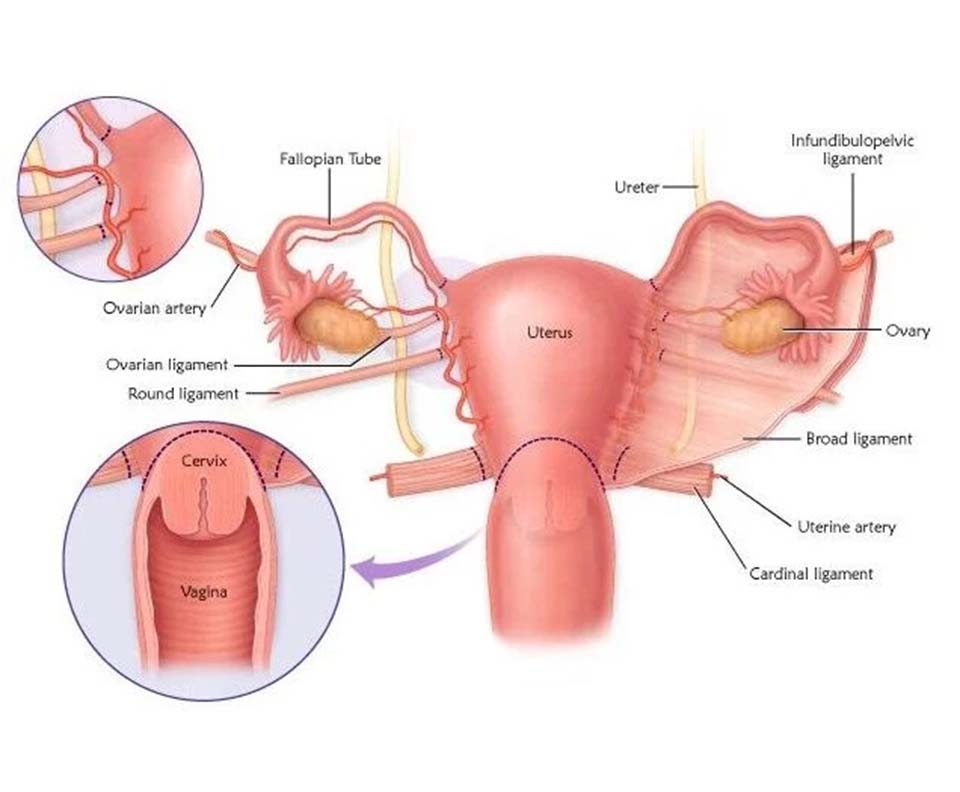 Infundibulopelvic
ligament
Fallopian Tube
Ureter
Ovarian artery
Uterus
Ovary
Ovarian ligament
Round ligament
Broad ligament
Cervix
Uterine artery
Cardinal ligament
Vagina